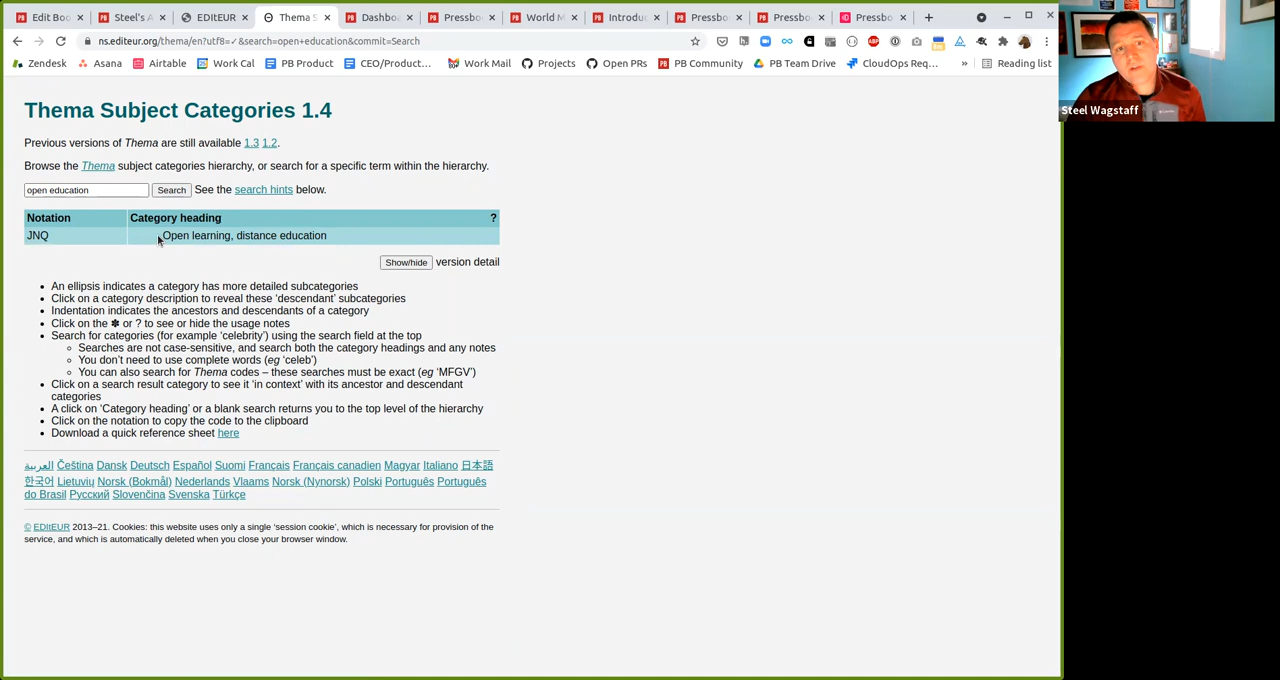 Edit Boo
Steel's A
EDItEUR
Thema S
Dashbo
Pressbo
World M
Introdu
Pressbo
Pressbo
Pressbo
ns.editeur.org/thema/en?utf8=✓&search=open+education&commit=Search
Zendesk
Asana
Airtable
Work Cal
PB Product
CEO/Product…
Work Mail
Projects
Open PRs
PB Community
PB Team Drive
CloudOps Req…
»
Reading list
Steel Wagstaff
Thema Subject Categories 1.4
Previous versions of Thema are still available 1.3 1.2.
Browse the Thema subject categories hierarchy, or search for a specific term within the hierarchy.
open education Search See the search hints below.
Notation Category heading ?
JNQ Open learning, distance education
Show/hide version detail
• An ellipsis indicates a category has more detailed subcategories
• Click on a category description to reveal these ‘descendant’ subcategories
• Indentation indicates the ancestors and descendants of a category
• Click on the ✽ or ? to see or hide the usage notes
• Search for categories (for example ‘celebrity’) using the search field at the top
◦ Searches are not case-sensitive, and search both the category headings and any notes
◦ You don’t need to use complete words (eg ‘celeb’)
◦ You can also search for Thema codes – these searches must be exact (eg ‘MFGV’)
• Click on a search result category to see it ‘in context’ with its ancestor and descendant
categories
• A click on ‘Category heading’ or a blank search returns you to the top level of the hierarchy
• Click on the notation to copy the code to the clipboard
• Download a quick reference sheet here
العربية Čeština Dansk Deutsch Español Suomi Français Français canadien Magyar Italiano 日本語
한국어 Lietuvių Norsk (Bokmål) Nederlands Vlaams Norsk (Nynorsk) Polski Português Português
do Brasil Русский Slovenčina Svenska Türkçe
© EDItEUR 2013–21. Cookies: this website uses only a single ‘session cookie’, which is necessary for provision of the
service, and which is automatically deleted when you close your browser window.